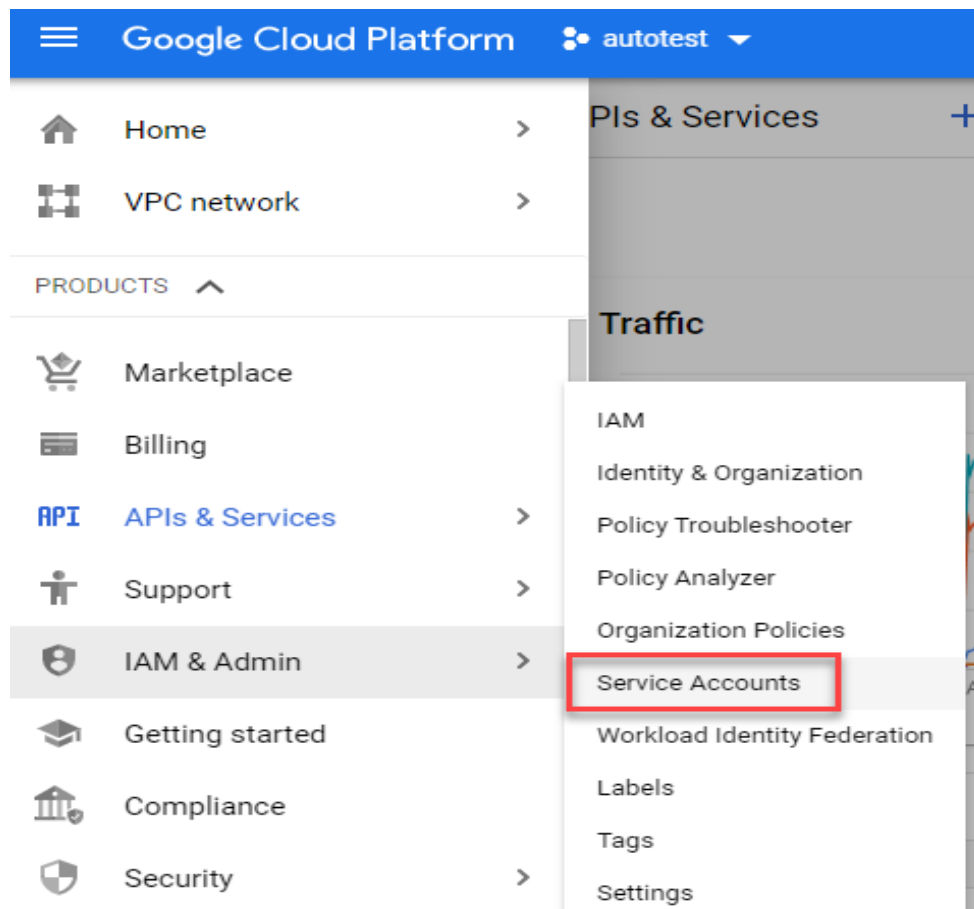 Google Cloud Platform autotest
PIs & Services
Home
VPC network
PRODUCTS
Traffic
Marketplace
Billing
API APIs & Services
Support
IAM & Admin
Getting started
Compliance
Security
IAM
Identity & Organization
Policy Troubleshooter
Policy Analyzer
Organization Policies
Service Accounts
Workload Identity Federation
Labels
Tags
Settings